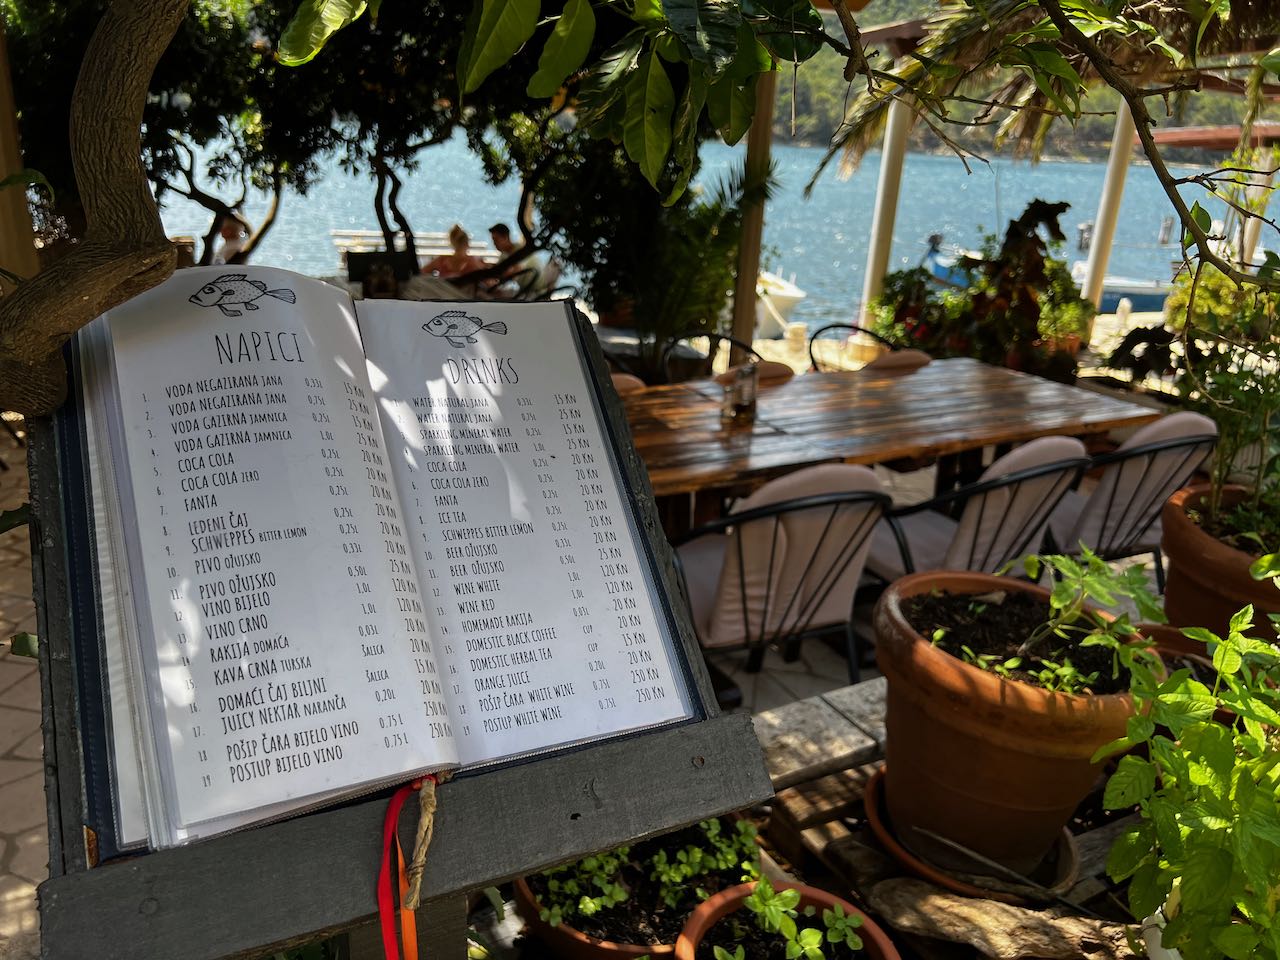 NAPICI
1. VODA NEGAZIRANA JANA 0,33L 15 KN
2. VODA NEGAZIRANA JANA 0,75L 25 KN
3. VODA GAZIRNA JAMNICA 0,25L 15 KN
4. VODA GAZIRNA JAMNICA 1,0L 25 KN
5. COCA COLA 0,25L 20 KN
6. COCA COLA ZERO 0,25L 20 KN
7. FANTA 0,25L 20 KN
8. LEDENI ČAJ 0,25L 20 KN
9. SCHWEPPES BITTER LEMON 0,25L 20 KN
10. PIVO OŽUJSKO 0,33L 20 KN
11. PIVO OŽUJSKO 0,50L 25 KN
VINO BIJELO 1,0L 120 KN
13. VINO CRNO 1,0L 120 KN
14. RAKIJA DOMAĆA 0,03L 20 KN
15. KAVA CRNA TURSKA ŠALICA 15 KN
16. DOMAĆI ČAJ BILJNI ŠALICA 20 KN
17. JUICY NEKTAR NARANČA 0,20L 20 KN
18 POŠIP ČARA BIJELO VINO 0,75 L 250 KN
19 POSTUP BIJELO VINO 0,75 L 250 KN
DRINKS
1. WATER NATURAL JANA 0,33L 15 KN
2. WATER NATURAL JANA 0,75L 25 KN
3. SPARKLING MINERAL WATER 0,25L 15 KN
4. SPARKLING MINERAL WATER 1,0L 25 KN
5. COCA COLA 0,25L 20 KN
6. COCA COLA ZERO 0,25L 20 KN
7. FANTA 0,25L 20 KN
8. ICE TEA 0,25L 20 KN
9. SCHWEPPES BITTER LEMON 0,25L 20 KN
10. BEER OŽUJSKO 0,33L 20 KN
11. BEER OŽUJSKO 0,50L 25 KN
12. WINE WHITE 1,0L 120 KN
13. WINE RED 1,0L 120 KN
14. HOMEMADE RAKIJA 0,03L 20 KN
15. DOMESTIC BLACK COFFEE CUP 15 KN
16. DOMESTIC HERBAL TEA CUP 20 KN
17. ORANGE JUICE 0,20L 20 KN
18 POŠIP ČARA WHITE WINE 0,75L 250 KN
19 POSTUP WHITE WINE 0,75L 250 KN